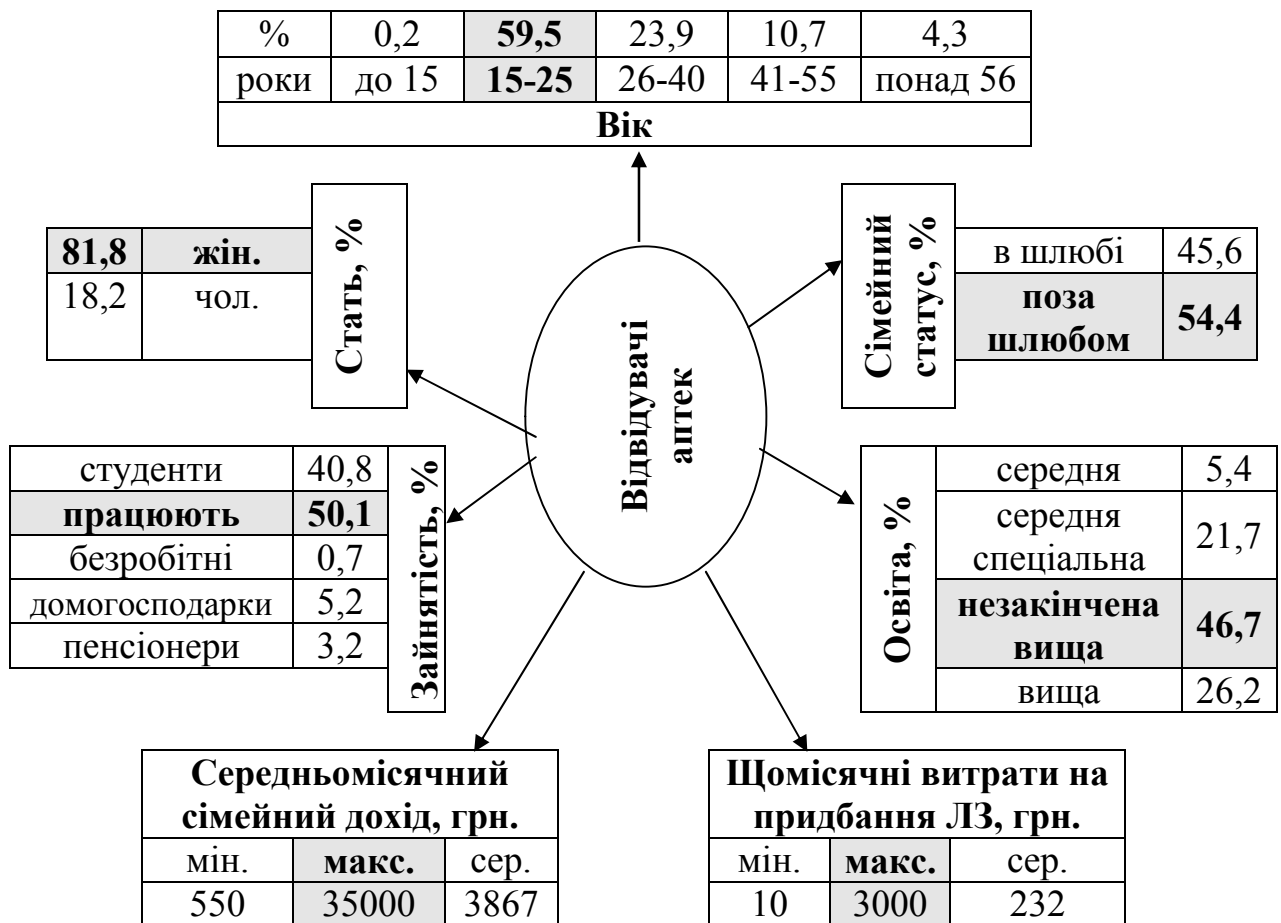 % 0,2 59,5 23,9 10,7 4,3
роки до 15 15-25 26-40 41-55 понад 56
Вік
Стать, %
81,8 жін.
18,2 чол.
Сімейний
статус, %
в шлюбі 45,6
поза
шлюбом 54,4
Відвідувачі
аптек
студенти 40,8
працюють 50,1
безробітні 0,7
домогосподарки 5,2
пенсіонери 3,2
Зайнятість, %
Освіта, %
середня 5,4
середня
спеціальна 21,7
незакінчена
вища 46,7
вища 26,2
Середньомісячний
сімейний дохід, грн.
мін. макс. сер.
550 35000 3867
Щомісячні витрати на
придбання ЛЗ, грн.
мін. макс. сер.
10 3000 232